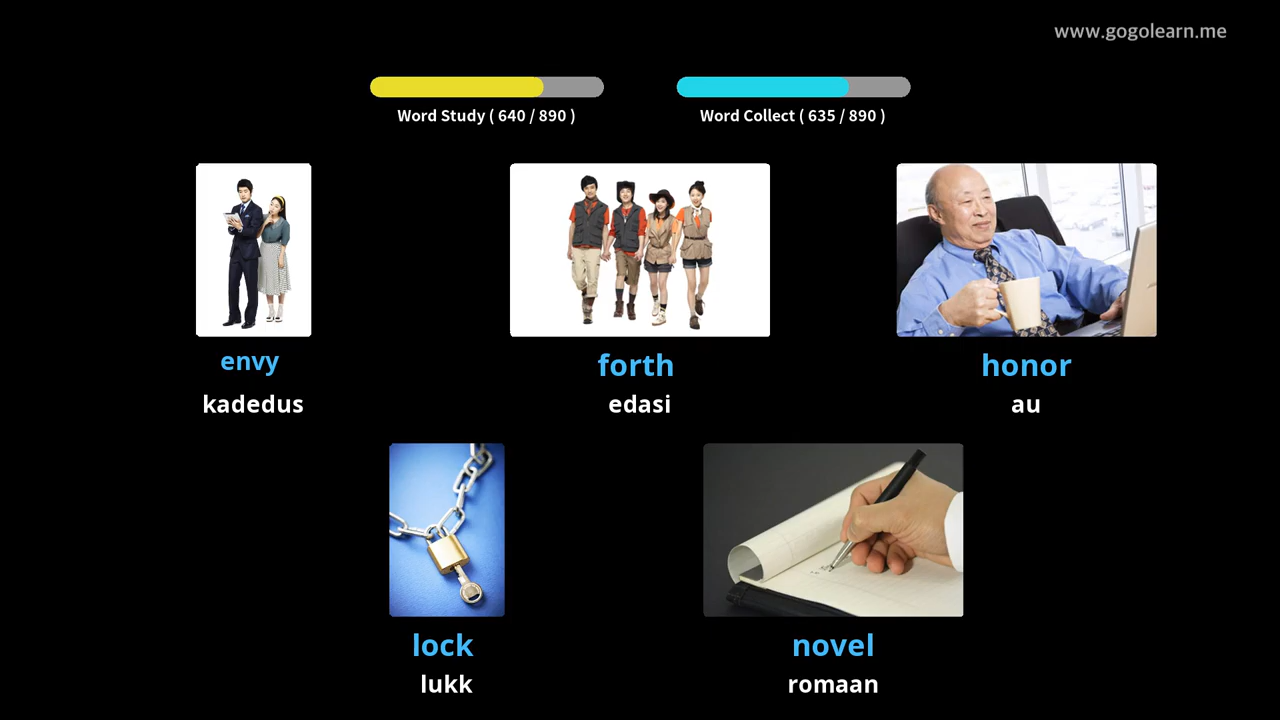 www.gogolearn.me
Word Study ( 640 / 890 )
Word Collect ( 635 / 890 )
envy
kadedus
forth
edasi
honor
au
lock
lukk
novel
romaan